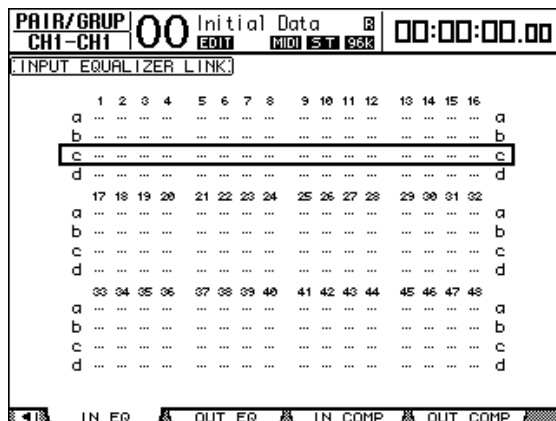 PAIR/GRUP 00 Initial Data R 00:00:00.00
CH1-CH1 EDIT MIDI ST 96k
INPUT EQUALIZER LINK
1 2 3 4 5 6 7 8 9 10 11 12 13 14 15 16
a a
b b
c c
d d
17 18 19 20 21 22 23 24 25 26 27 28 29 30 31 32
a a
b b
c c
d d
33 34 35 36 37 38 39 40 41 42 43 44 45 46 47 48
a a
b b
c c
d d
IN EQ OUT EQ IN COMP OUT COMP